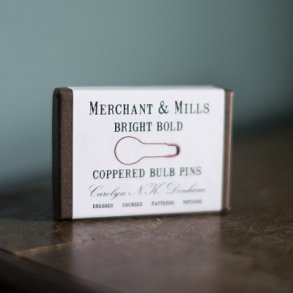 MERCHANT & MILLS
BRIGHT BOLD
COPPERED BULB PINS
Carolyn N.K. Denham
DRESSES COURSES PATTERNS NOTIONS